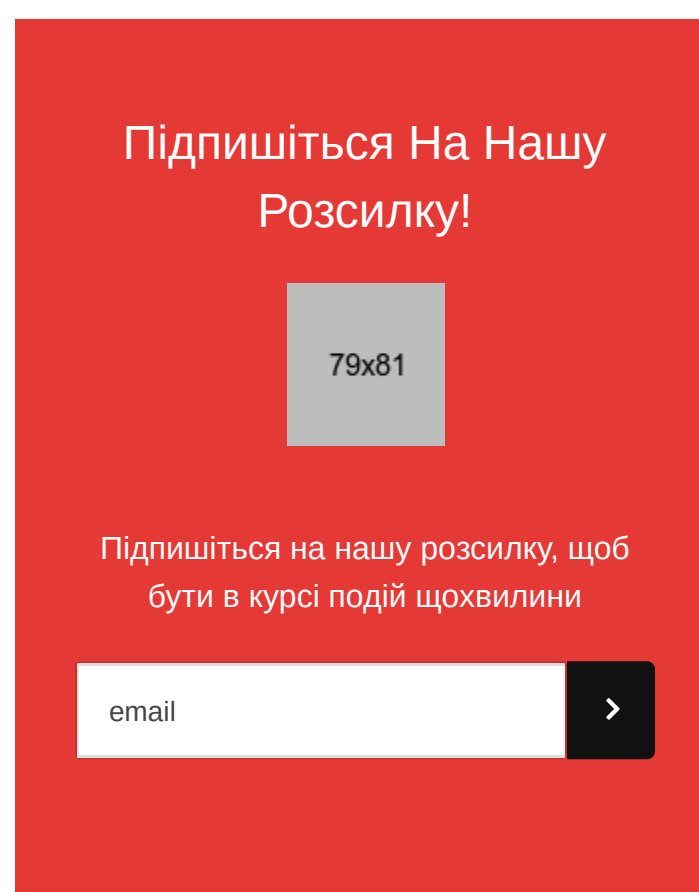 Підпишіться На Нашу
Розсилку!
79x81
Підпишіться на нашу розсилку, щоб
бути в курсі подій щохвилини
email